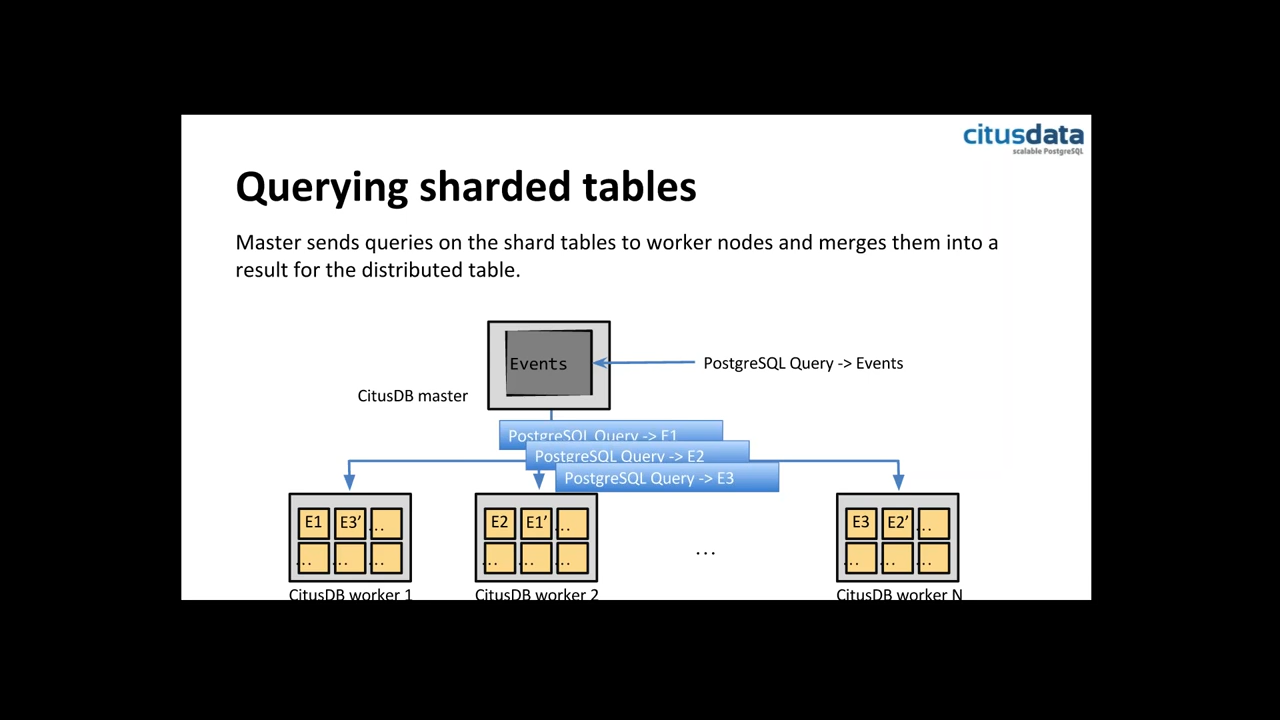 citusdata
scalable PostgreSQL
Querying sharded tables
Master sends queries on the shard tables to worker nodes and merges them into a
result for the distributed table.
Events
PostgreSQL Query -> Events
CitusDB master
PostgreSQL Query -> E1
PostgreSQL Query -> E2
PostgreSQL Query -> E3
E1 E3’ ...
... ... ...
E2 E1’ ...
... ... ...
...
E3 E2’ ...
... ... ...
CitusDB worker 1
CitusDB worker 2
CitusDB worker N